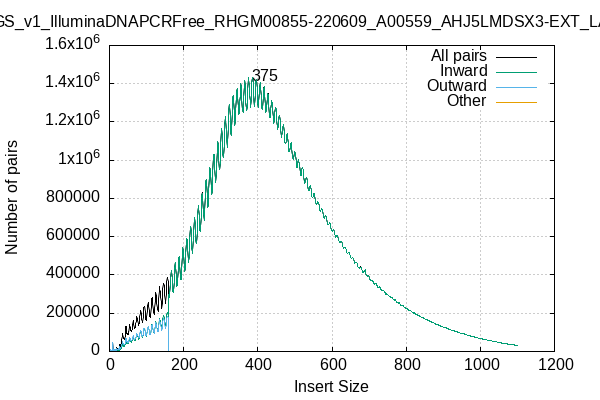 GS_v1_IlluminaDNAPCRFree_RHGM00855-220609_A00559_AHJ5LMDSX3-EXT_LA
1.6x10^6
1.4x10^6
1.2x10^6
1x10^6
800000
600000
400000
200000
0
Number of pairs
375
All pairs
Inward
Outward
Other
0 200 400 600 800 1000 1200
Insert Size